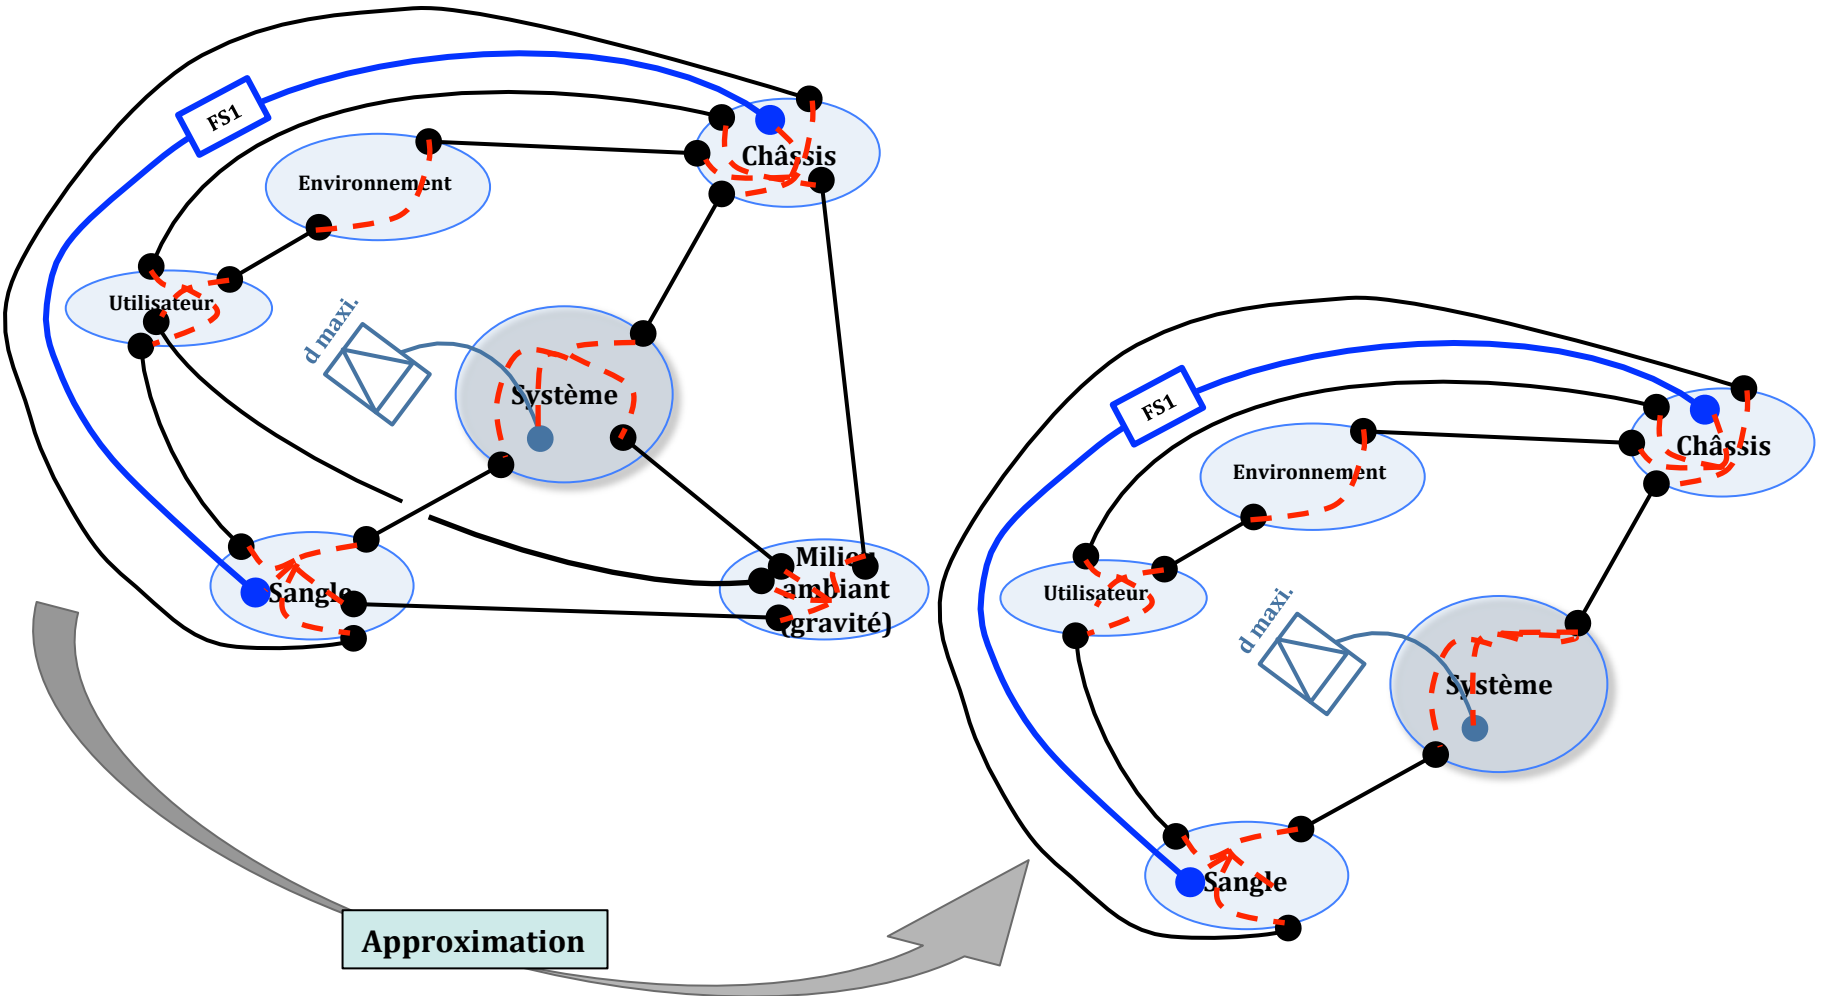 FS1
Châssis
Environnement
Utilisateur
d maxi.
Système
Sangle
Milieu
ambiant
(gravité)
Approximation
FS1
Châssis
Environnement
Utilisateur
d maxi.
Système
Sangle